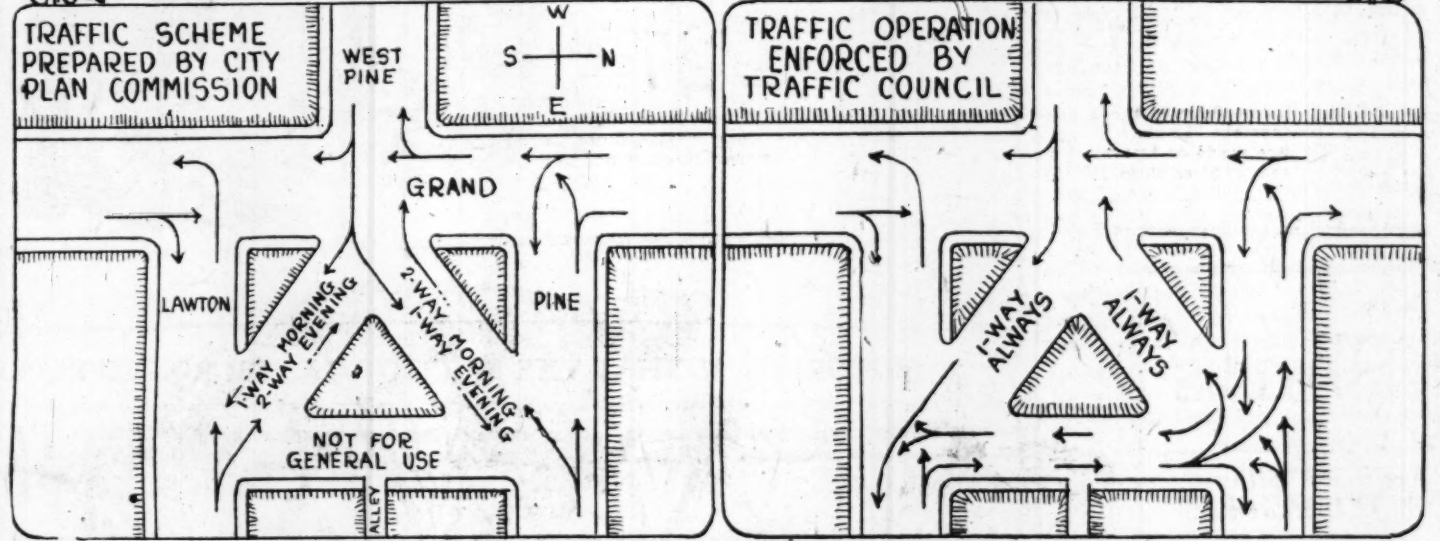 TRAFFIC SCHEME
PREPARED BY CITY
PLAN COMMISSION
WEST
PINE
W
S N
E
GRAND
LAWTON
1-WAY MORNING
2-WAY EVENING
2-WAY MORNING
1-WAY EVENING
PINE
NOT FOR
GENERAL USE
ALLEY
TRAFFIC OPERATION
ENFORCED BY
TRAFFIC COUNCIL
1-WAY
ALWAYS
1-WAY
ALWAYS